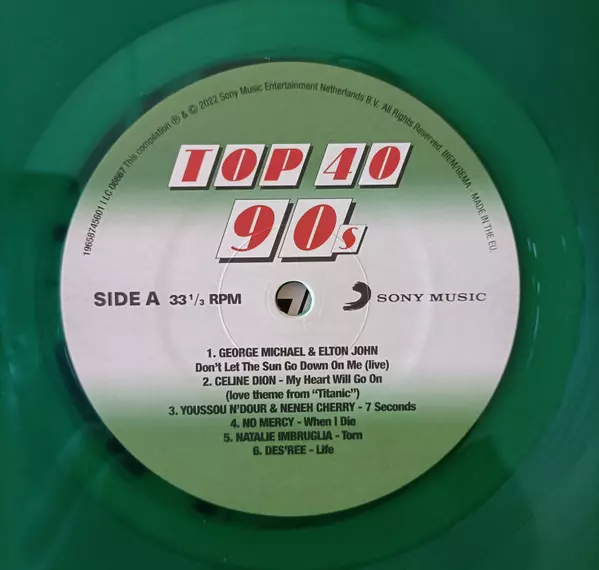 19658745601 I LC 06867 This compilation ℗ & © 2022 Sony Music Entertainment Netherlands B.V. All Rights Reserved. BIEM/GEMA - MADE IN THE EU.
TOP 40
90s
SIDE A 33 1/3 RPM
SONY MUSIC
1. GEORGE MICHAEL & ELTON JOHN
Don't Let The Sun Go Down On Me (live)
2. CELINE DION - My Heart Will Go On
(love theme from "Titanic")
3. YOUSSOU N'DOUR & NENEH CHERRY - 7 Seconds
4. NO MERCY - When I Die
5. NATALIE IMBRUGLIA - Torn
6. DES'REE - Life